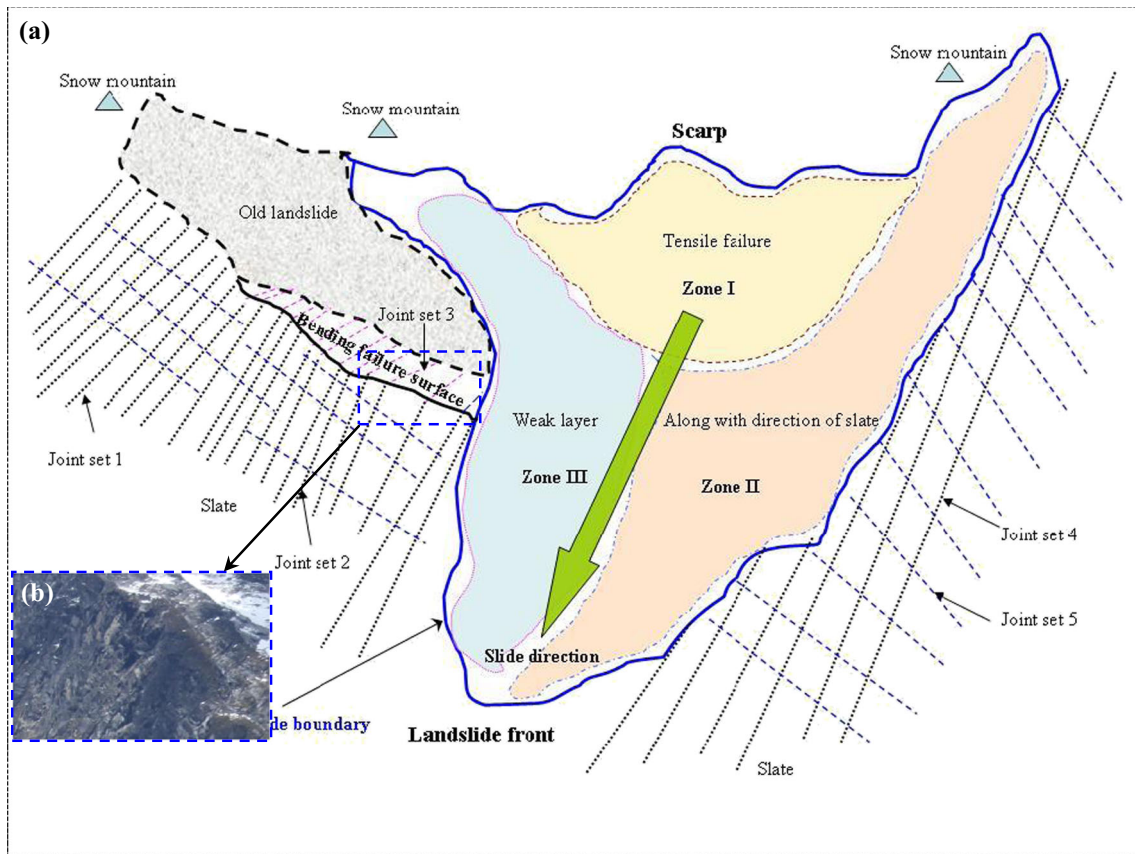 (a)
Snow mountain
Snow mountain
Snow mountain
Scarp
Old landslide
Tensile failure
Zone I
Joint set 3
Bending failure surface
Weak layer
Along with direction of slate
Zone III
Zone II
Joint set 1
Slate
Joint set 2
Joint set 4
Joint set 5
(b)
Slide direction
de boundary
Landslide front
Slate